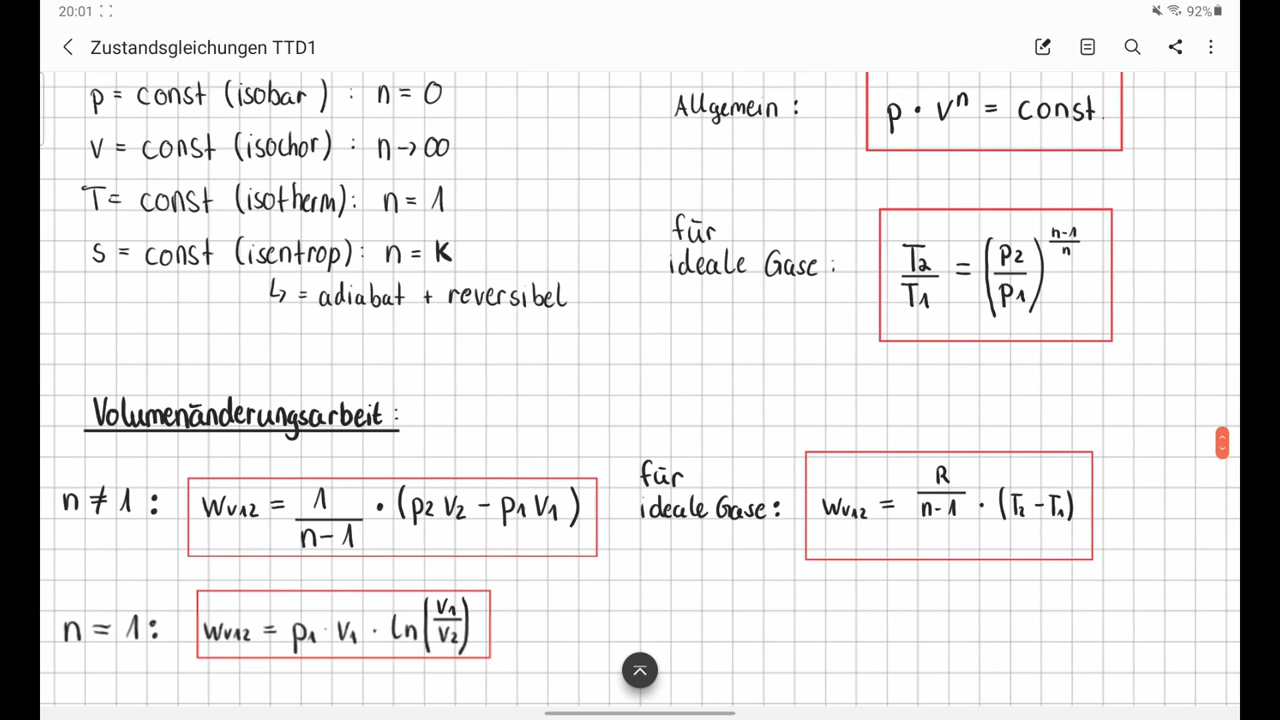 20:01
92%
Zustandsgleichungen TTD1
p = const (isobar) : n = 0
v = const (isochor) : n → ∞
T = const (isotherm) : n = 1
s = const (isentrop) : n = κ
↳ = adiabat + reversibel
Allgemein : p · vⁿ = const.
für
ideale Gase : T₂/T₁ = (p₂/p₁)^((n-1)/n)
Volumenänderungsarbeit :
n ≠ 1 : wv12 = 1/(n-1) · (p₂ v₂ - p₁ v₁)
für
ideale Gase : wv12 = R/(n-1) · (T₂ - T₁)
n = 1 : wv12 = p₁ · v₁ · ln(v₁/v₂)